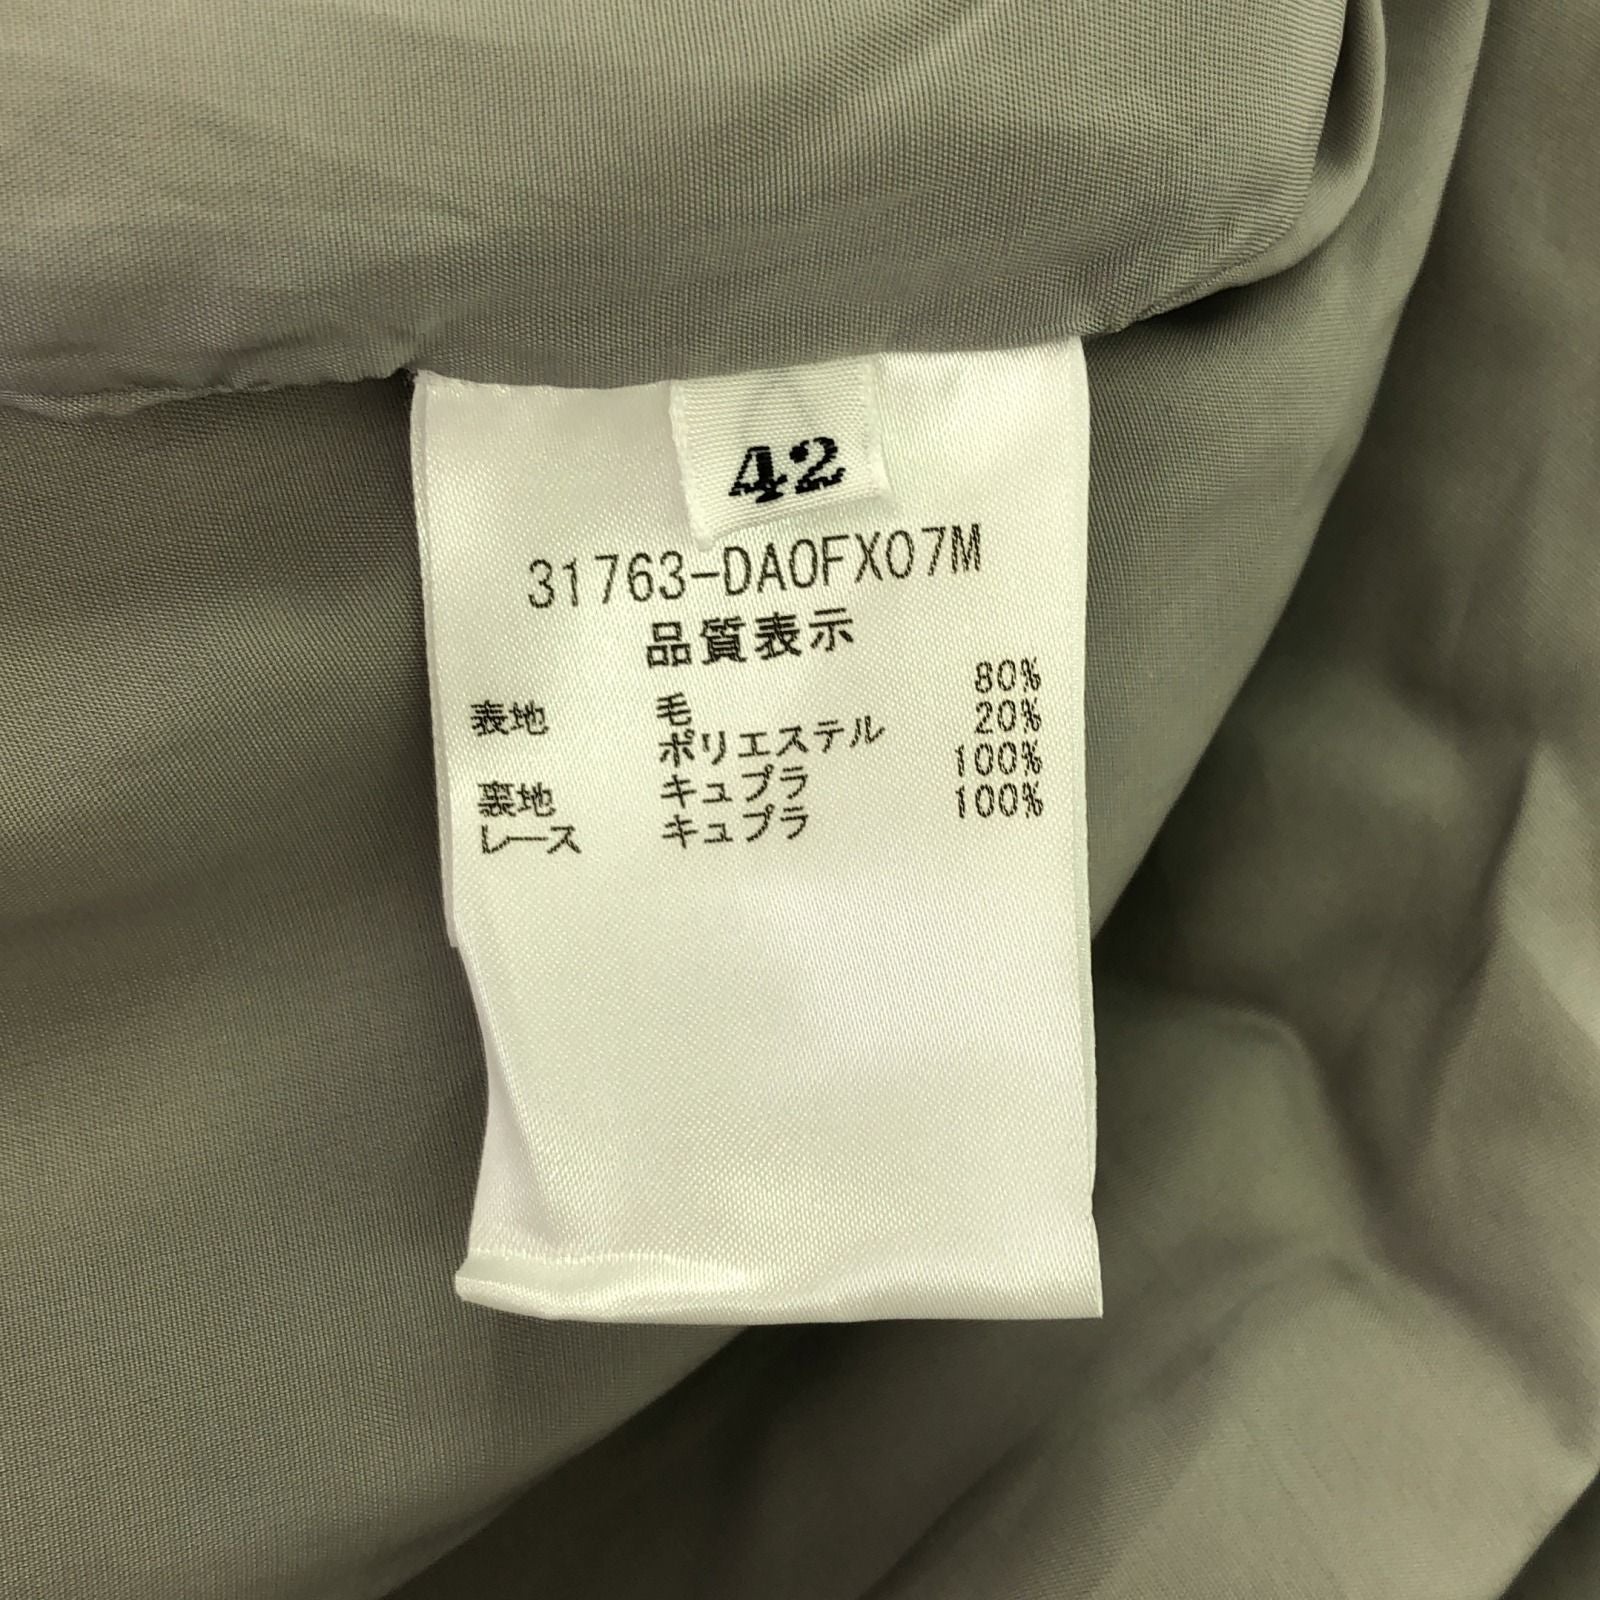 42
31763-DA0FX07M
品質表示
表地 毛 80%
ポリエステル 20%
裏地 キュプラ 100%
レース キュプラ 100%